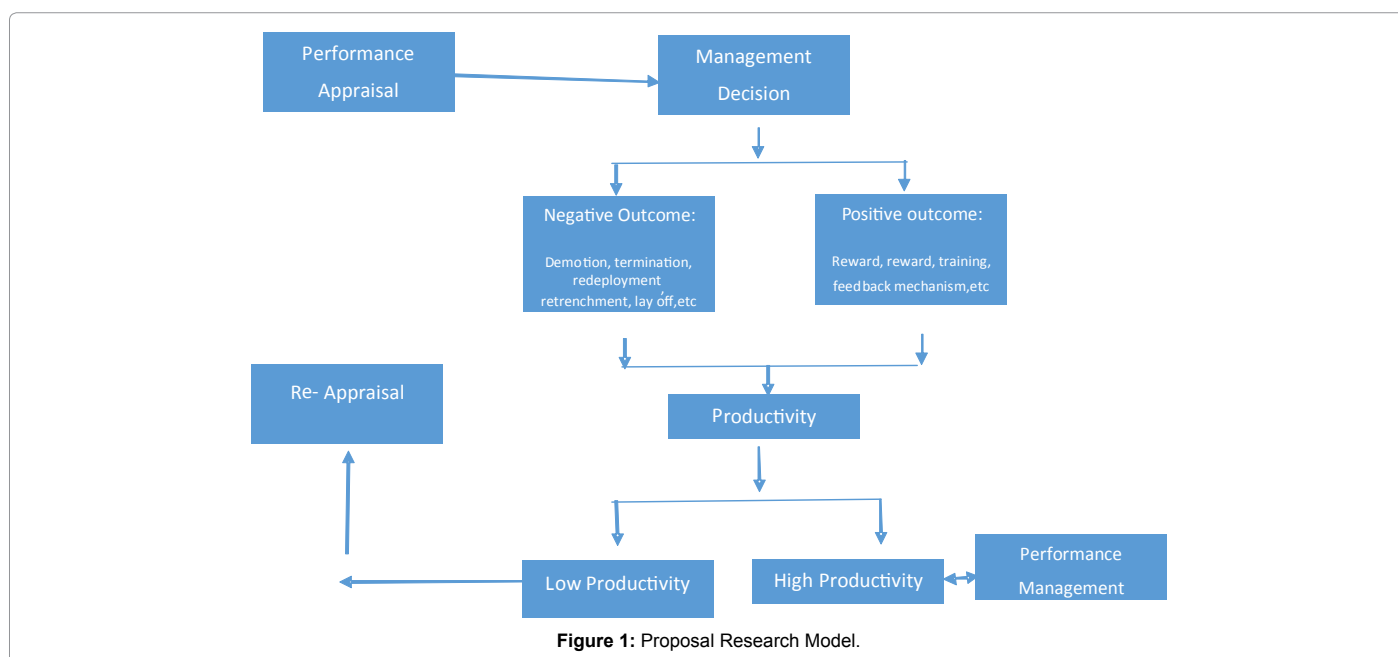 Performance
Appraisal
Management
Decision
Negative Outcome:
Demotion, termination,
redeployment
retrenchment, lay off,etc
Positive outcome:
Reward, reward, training,
feedback mechanism,etc
Re- Appraisal
Productivity
Low Productivity
High Productivity
Performance
Management
Figure 1: Proposal Research Model.